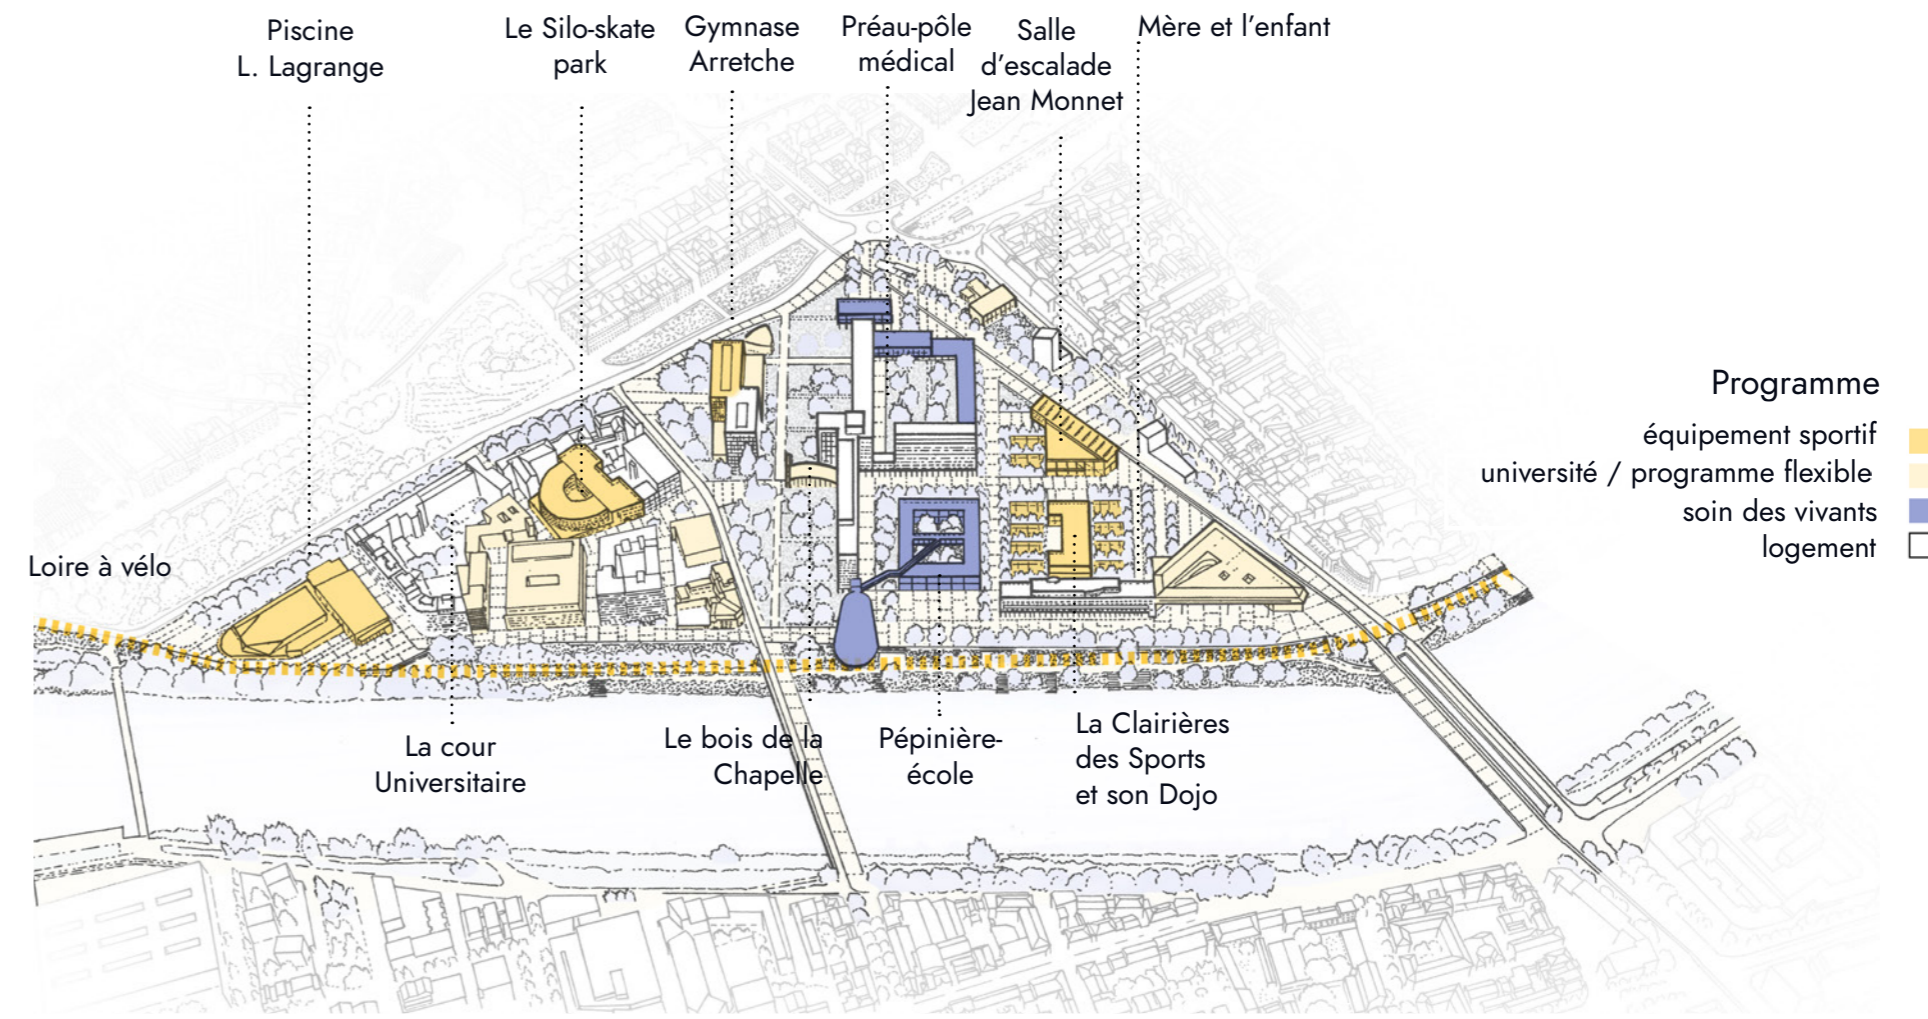 Piscine
L. Lagrange
Le Silo-skate
park
Gymnase
Arretche
Préau-pôle
médical
Salle
d’escalade
Jean Monnet
Mère et l’enfant
Programme
équipement sportif
université / programme flexible
soin des vivants
logement
Loire à vélo
La cour
Universitaire
Le bois de la
Chapelle
Pépinière-
école
La Clairières
des Sports
et son Dojo